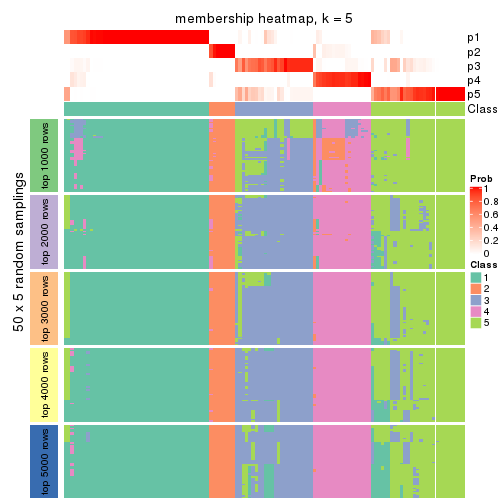 membership heatmap, k = 5
p1
p2
p3
p4
p5
Class
50 x 5 random samplings
top 1000 rows
top 2000 rows
top 3000 rows
top 4000 rows
top 5000 rows
Prob
1
0.8
0.6
0.4
0.2
0
Class
1
2
3
4
5